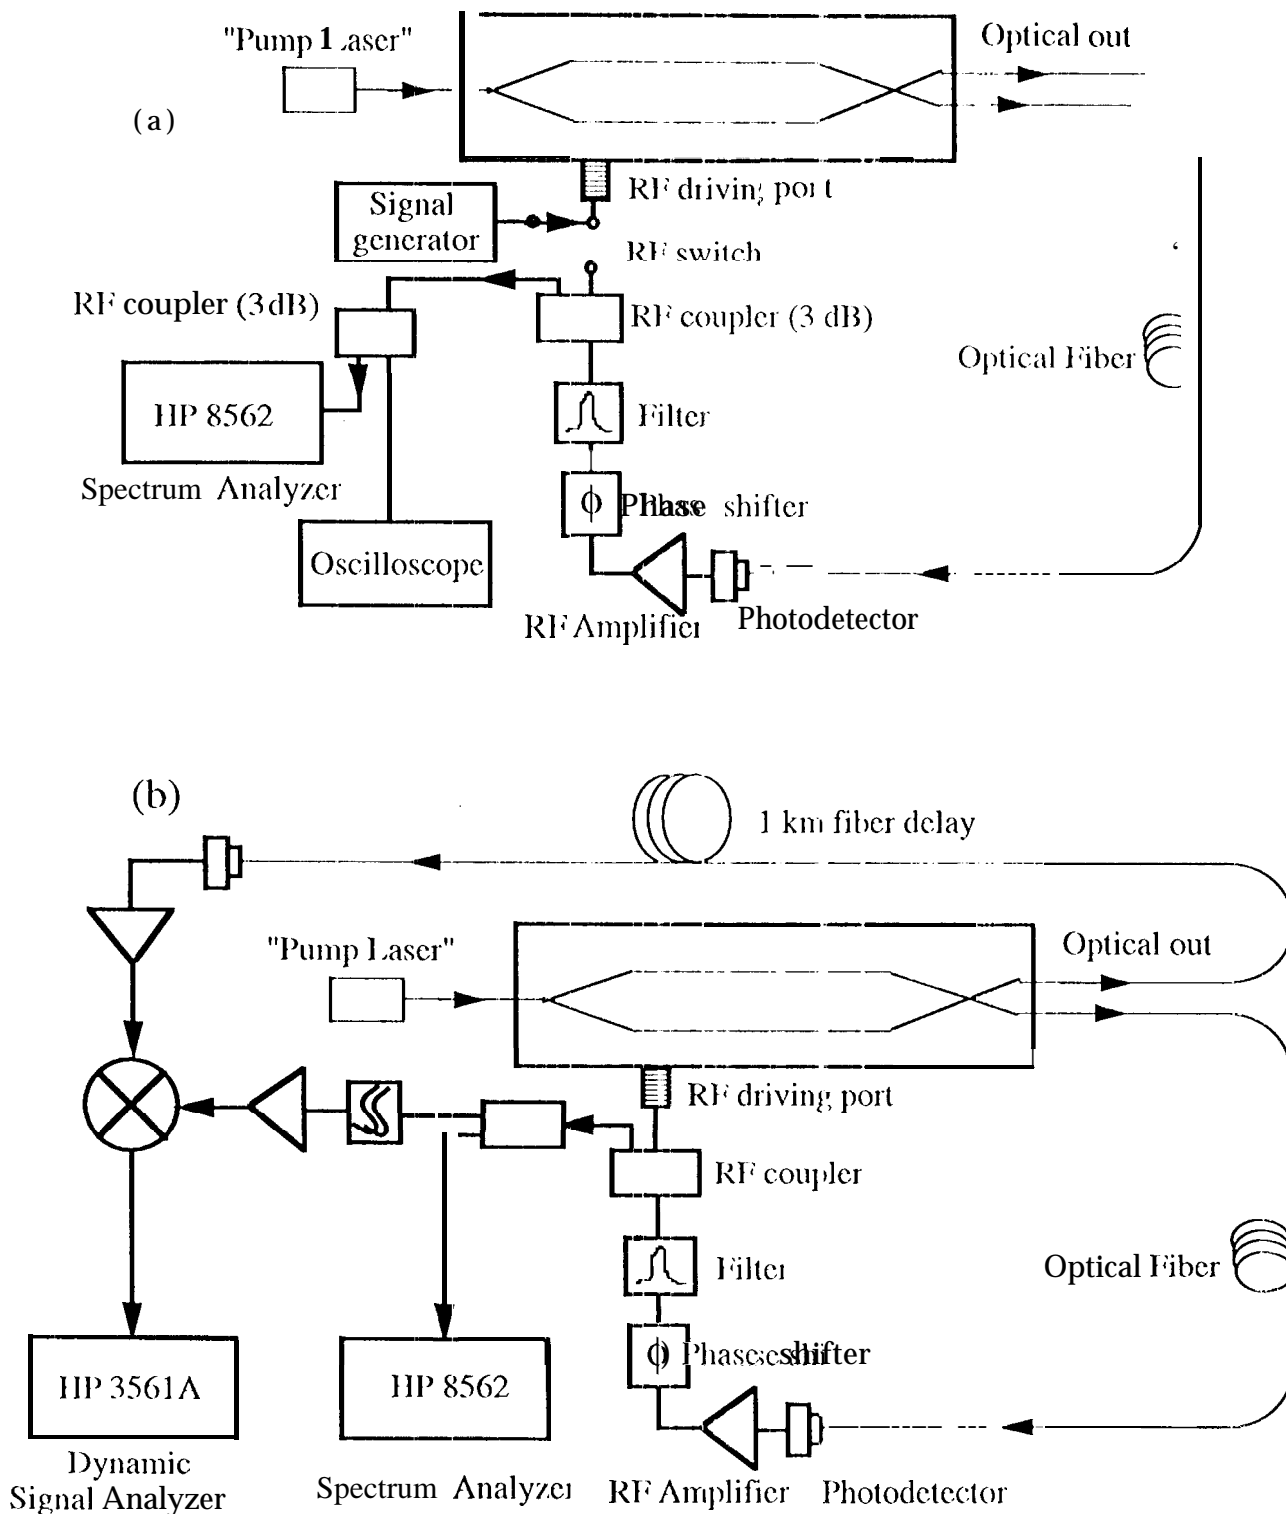 "Pump Laser"
Optical out
(a)
RF driving port
Signal
generator
RF switch
RF coupler (3 dB)
RF coupler (3 dB)
Optical Fiber
HP 8562
Filter
Spectrum Analyzer
ϕ Phase shifter
Oscilloscope
RF Amplifier
Photodetector
(b)
1 km fiber delay
"Pump Laser"
Optical out
RF driving port
RF coupler
Filter
Optical Fiber
ϕ Phase shifter
HP 3561A
HP 8562
Dynamic
Signal Analyzer
Spectrum Analyzer
RF Amplifier
Photodetector